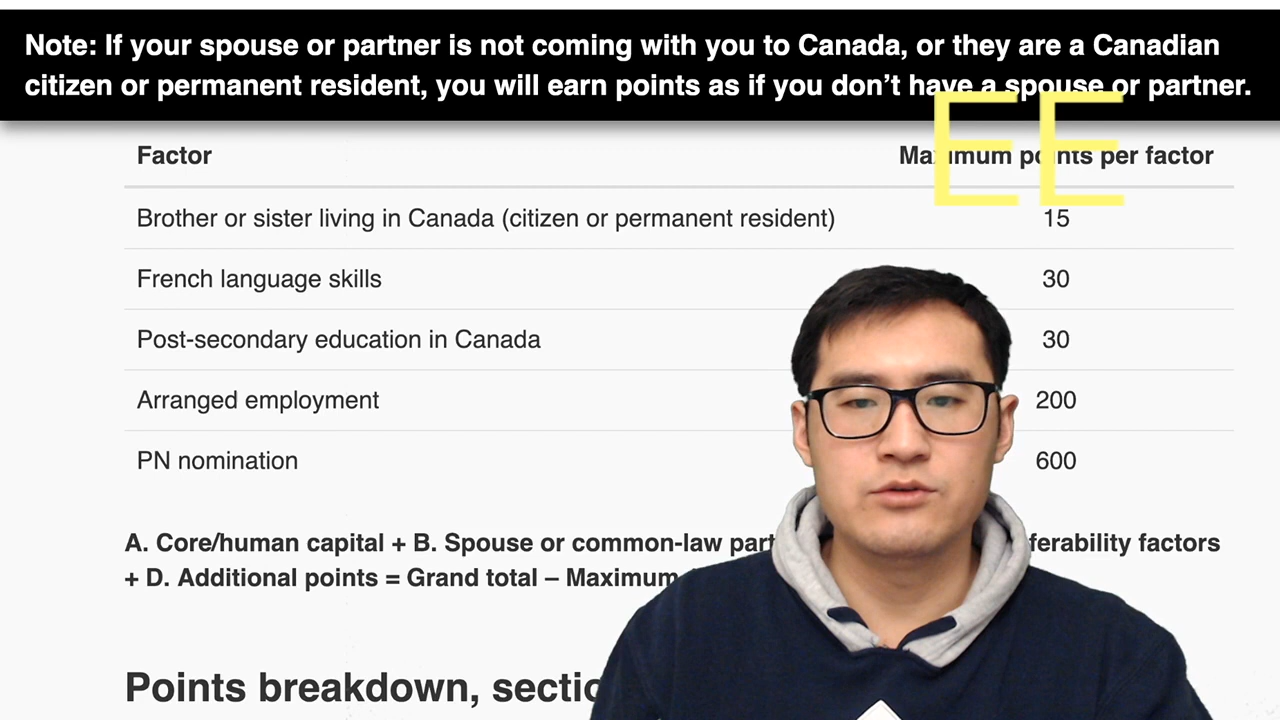 Note: If your spouse or partner is not coming with you to Canada, or they are a Canadian
citizen or permanent resident, you will earn points as if you don’t have a spouse or partner.
EE
Factor Maximum points per factor
Brother or sister living in Canada (citizen or permanent resident) 15
French language skills 30
Post-secondary education in Canada 30
Arranged employment 200
PN nomination 600
A. Core/human capital + B. Spouse or common-law part ferability factors
+ D. Additional points = Grand total – Maximum
Points breakdown, sectio